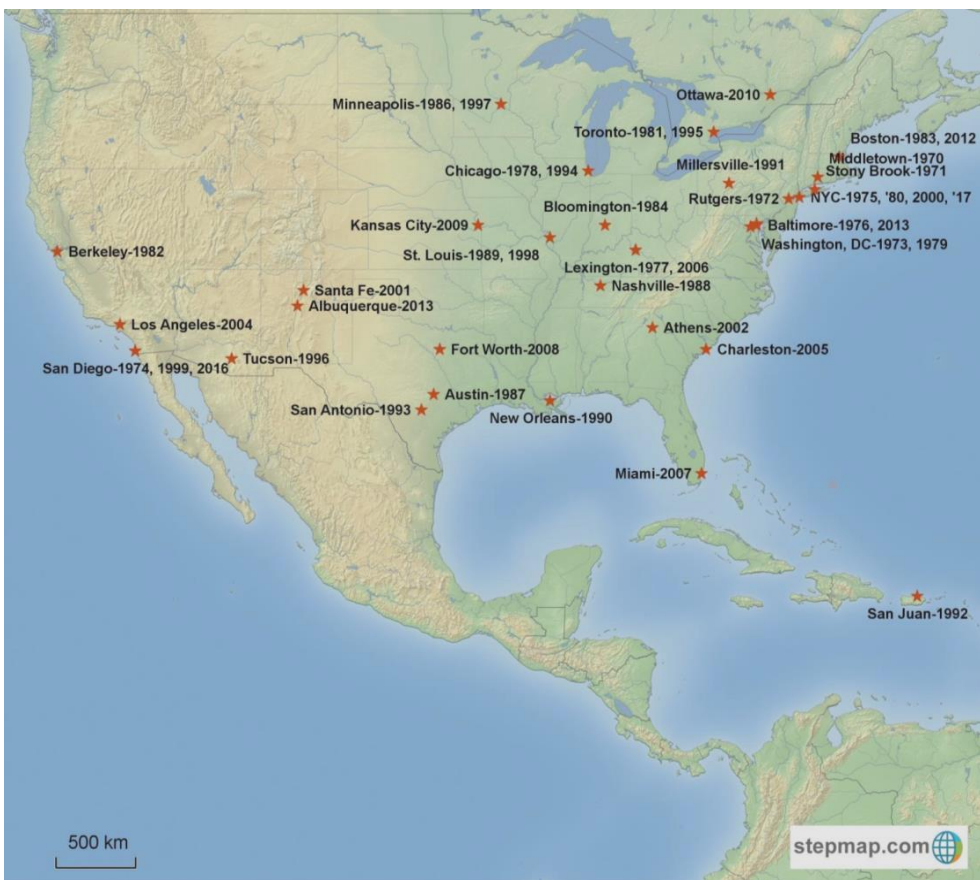 Minneapolis-1986, 1997
Ottawa-2010
Toronto-1981, 1995
Boston-1983, 2012
Middletown-1970
Millersville-1991
Stony Brook-1971
Chicago-1978, 1994
Rutgers-1972
NYC-1975, '80, 2000, '17
Bloomington-1984
Kansas City-2009
Baltimore-1976, 2013
Washington, DC-1973, 1979
Berkeley-1982
St. Louis-1989, 1998
Lexington-1977, 2006
Nashville-1988
Santa Fe-2001
Albuquerque-2013
Los Angeles-2004
Athens-2002
Fort Worth-2008
Charleston-2005
Tucson-1996
San Diego-1974, 1999, 2016
Austin-1987
San Antonio-1993
New Orleans-1990
Miami-2007
San Juan-1992
500 km
stepmap.com